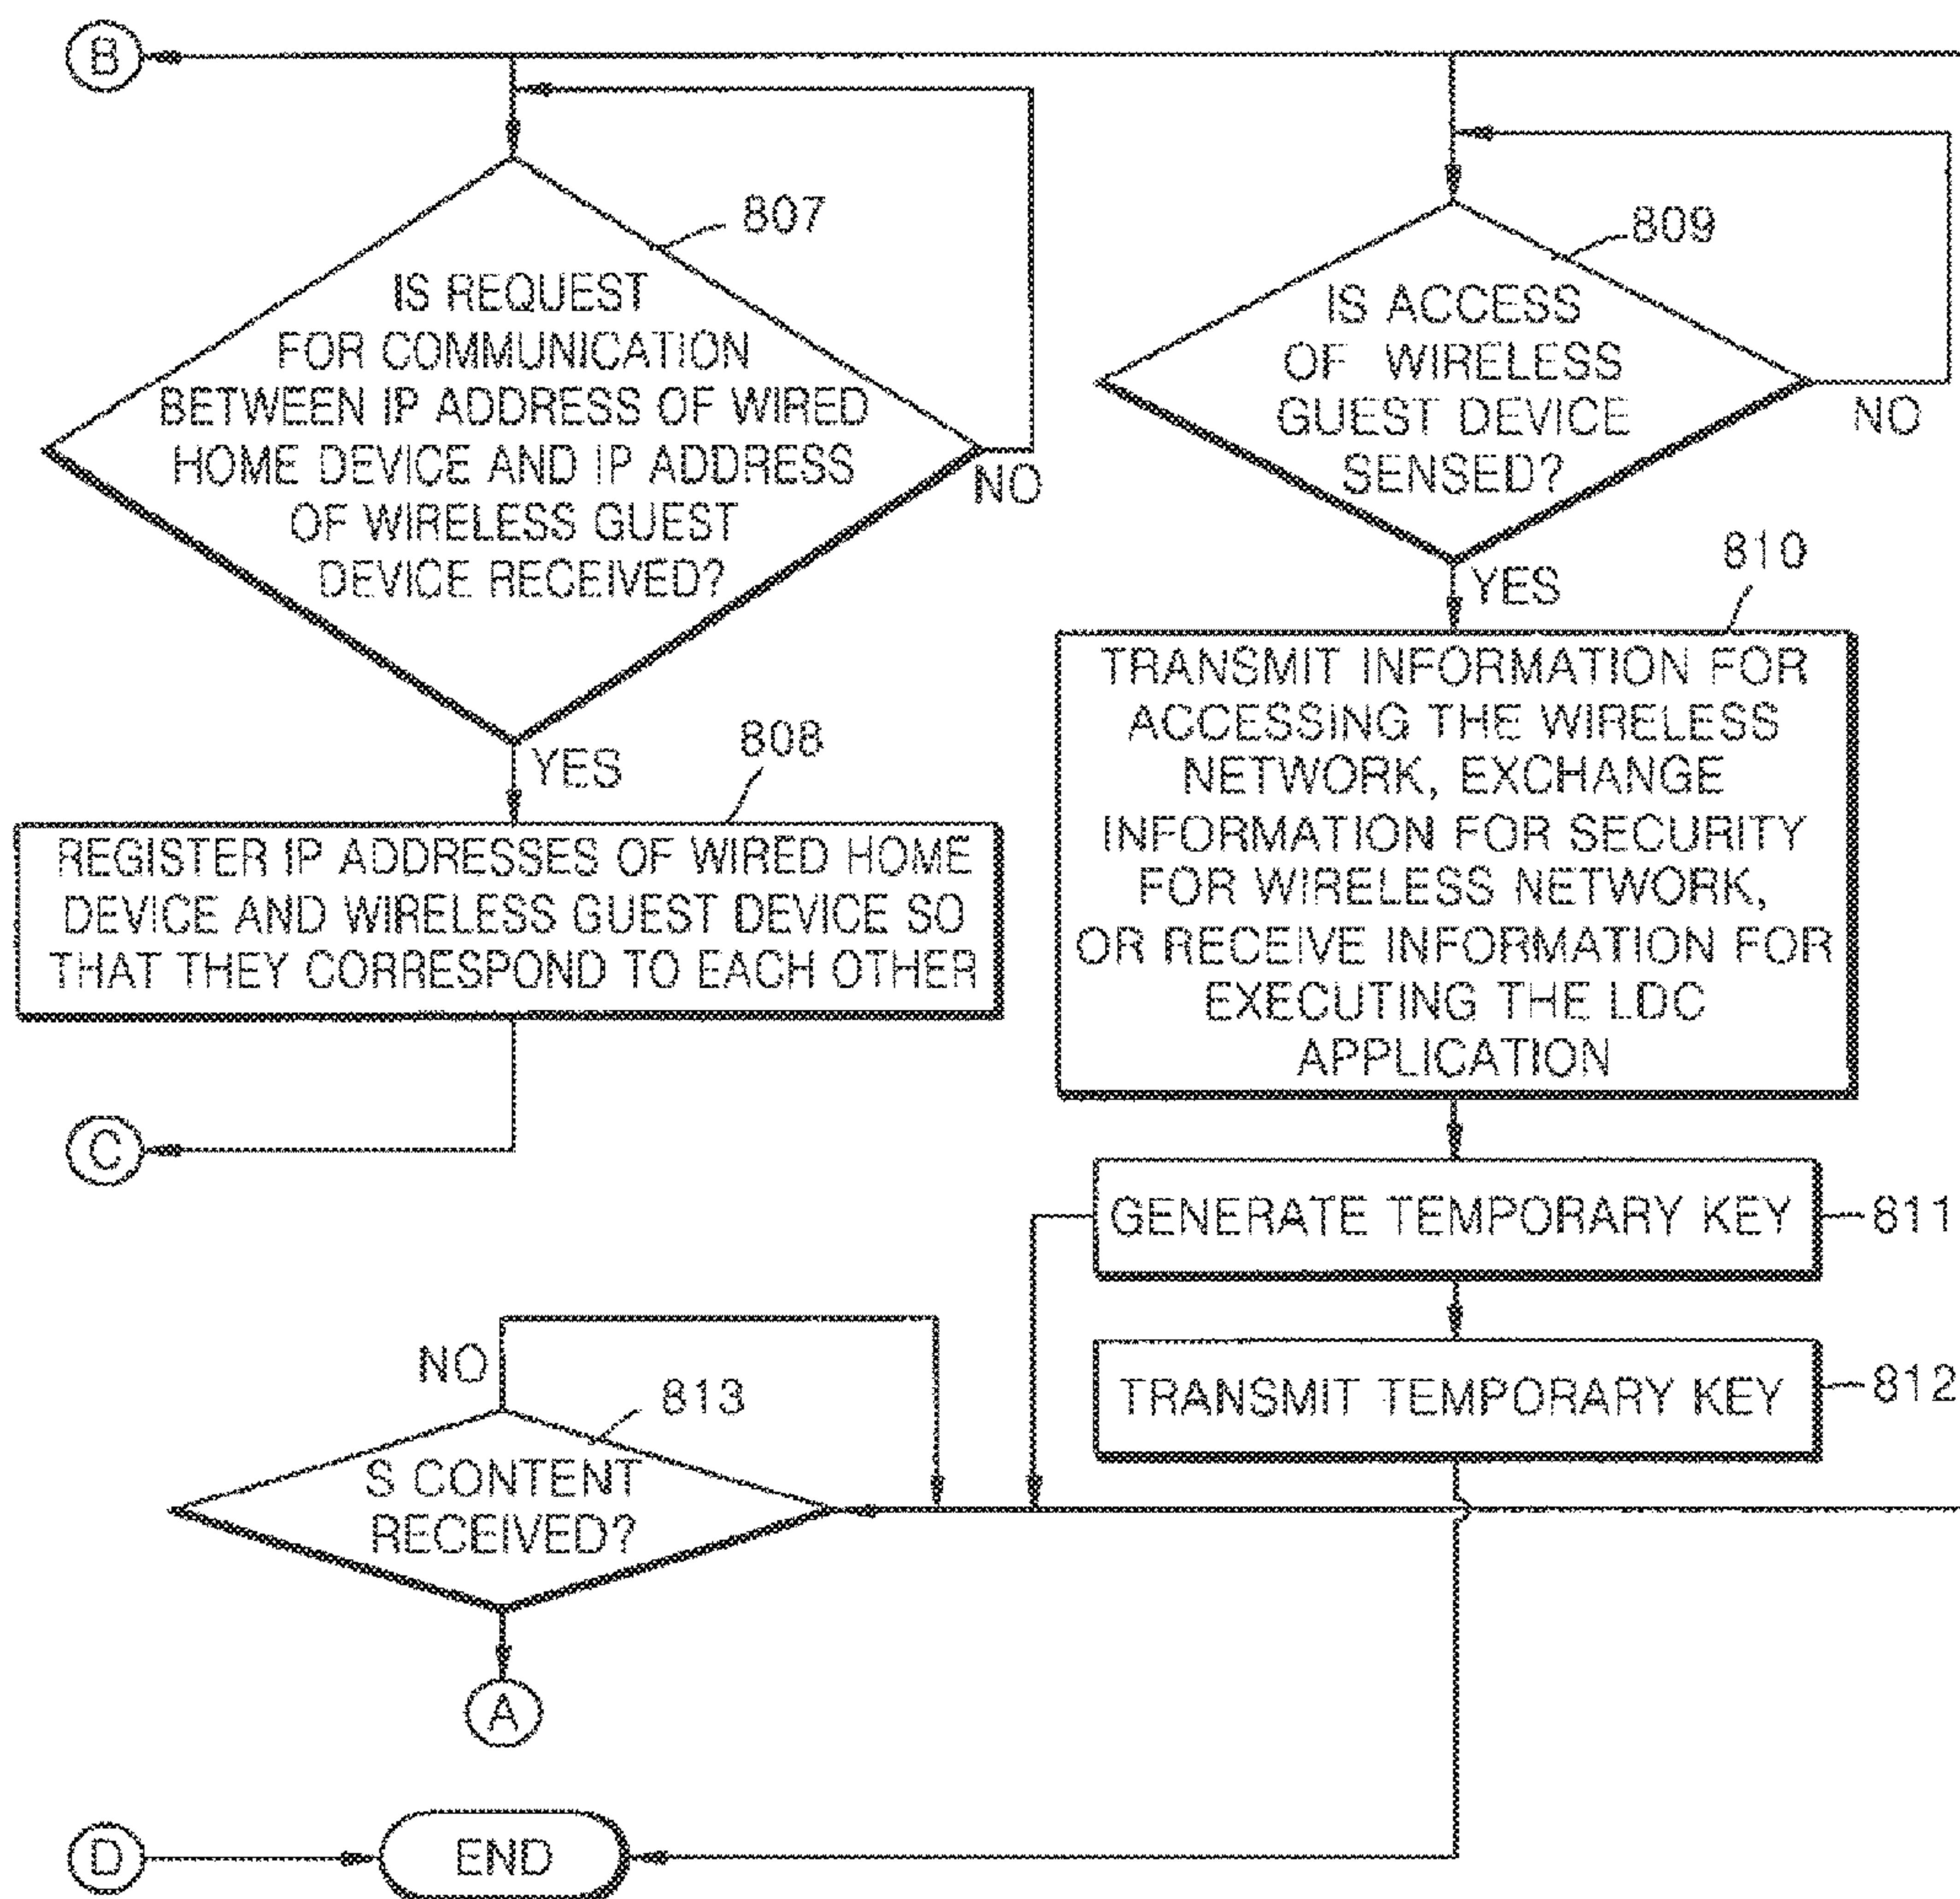 B
807
IS REQUEST
FOR COMMUNICATION
BETWEEN IP ADDRESS OF WIRED
HOME DEVICE AND IP ADDRESS
OF WIRELESS GUEST
DEVICE RECEIVED?
NO
YES
808
REGISTER IP ADDRESSES OF WIRED HOME
DEVICE AND WIRELESS GUEST DEVICE SO
THAT THEY CORRESPOND TO EACH OTHER
C
809
IS ACCESS
OF WIRELESS
GUEST DEVICE
SENSED?
NO
YES
810
TRANSMIT INFORMATION FOR
ACCESSING THE WIRELESS
NETWORK, EXCHANGE
INFORMATION FOR SECURITY
FOR WIRELESS NETWORK,
OR RECEIVE INFORMATION FOR
EXECUTING THE LDC
APPLICATION
GENERATE TEMPORARY KEY
811
TRANSMIT TEMPORARY KEY
812
NO
813
S CONTENT
RECEIVED?
A
D
END